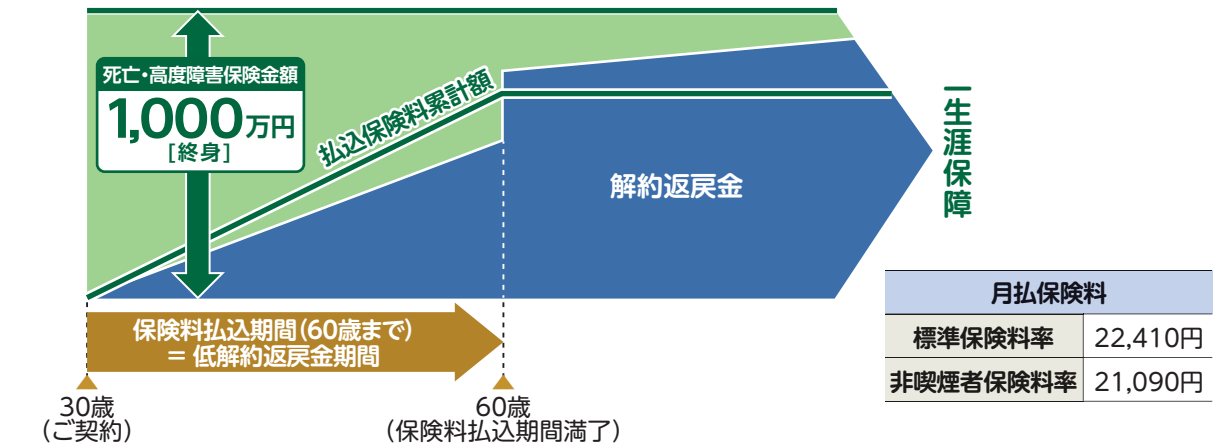 死亡・高度障害保険金額
1,000万円
[終身]
払込保険料累計額
解約返戻金
一生涯保障
保険料払込期間(60歳まで)
= 低解約返戻金期間
30歳
(ご契約)
60歳
(保険料払込期間満了)
月払保険料
標準保険料率 22,410円
非喫煙者保険料率 21,090円